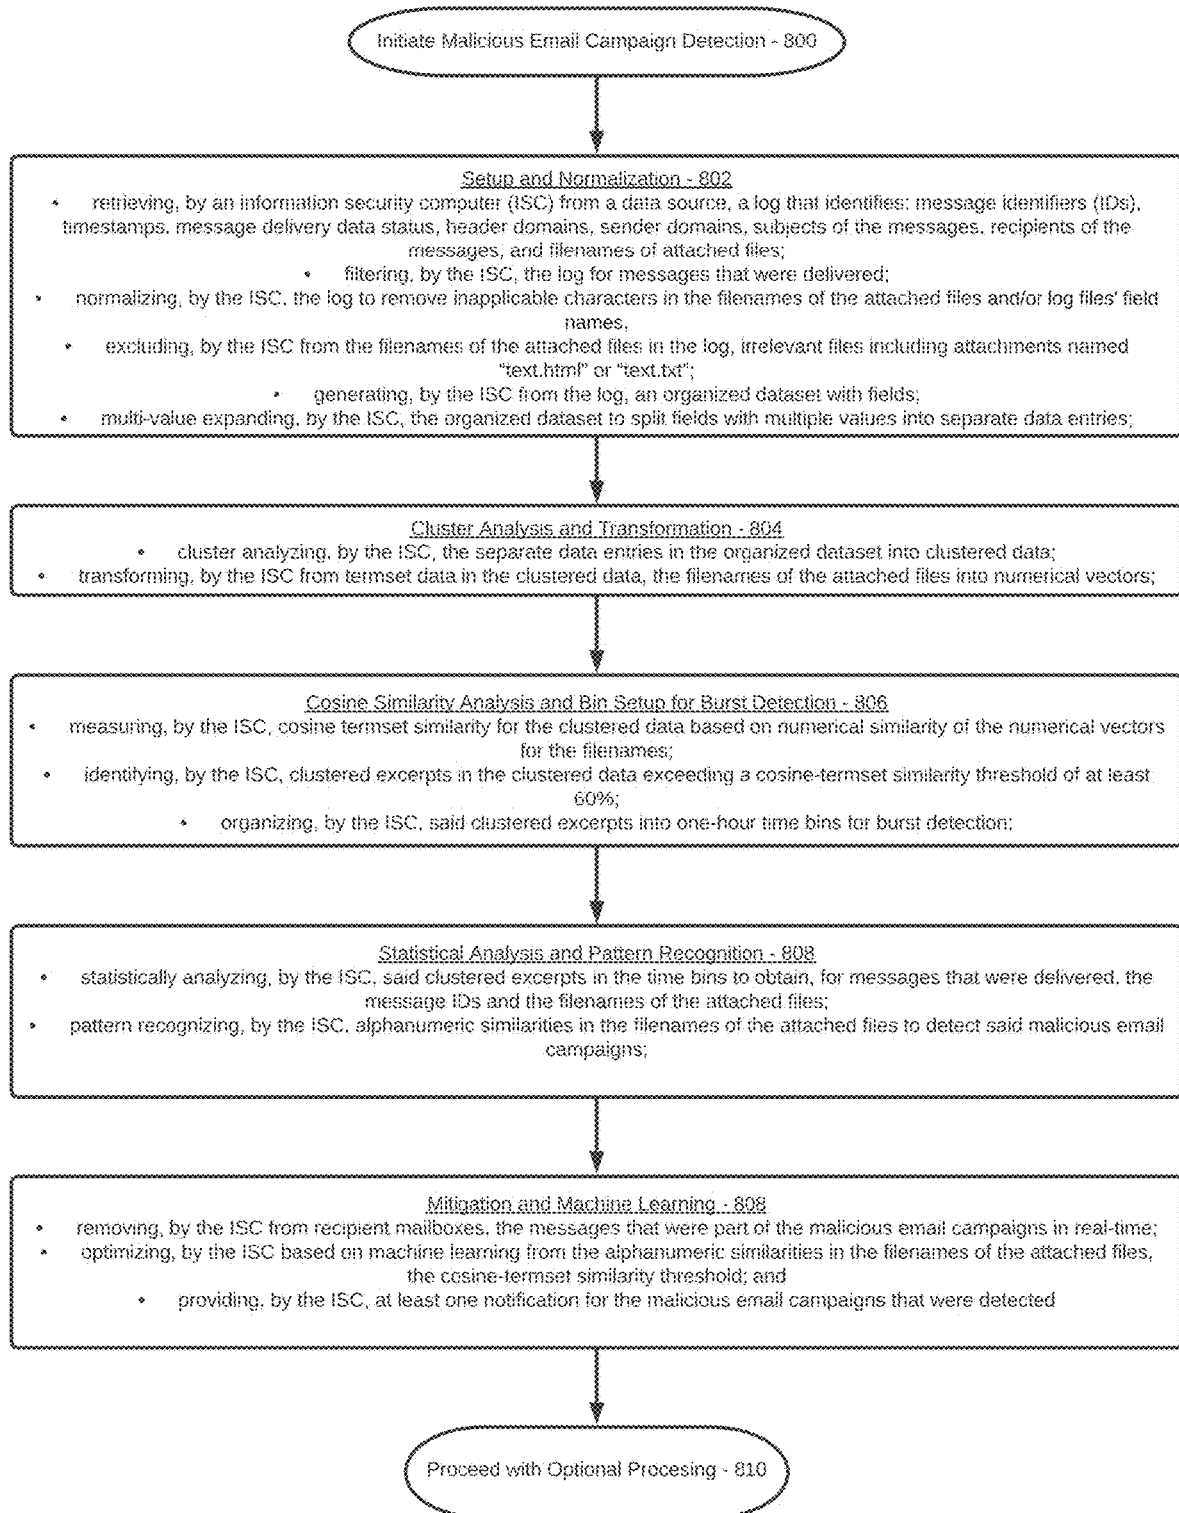 Initiate Malicious Email Campaign Detection - 800
Setup and Normalization - 802
• retrieving, by an information security computer (ISC) from a data source, a log that identifies: message identifiers (IDs),
timestamps, message delivery data status, header domains, sender domains, subjects of the messages, recipients of the
messages, and filenames of attached files;
• filtering, by the ISC, the log for messages that were delivered;
• normalizing, by the ISC, the log to remove inapplicable characters in the filenames of the attached files and/or log files' field
names,
• excluding, by the ISC from the filenames of the attached files in the log, irrelevant files including attachments named
"text.html" or "text.txt";
• generating, by the ISC from the log, an organized dataset with fields;
• multi-value expanding, by the ISC, the organized dataset to split fields with multiple values into separate data entries;
Cluster Analysis and Transformation - 804
• cluster analyzing, by the ISC, the separate data entries in the organized dataset into clustered data;
• transforming, by the ISC from termset data in the clustered data, the filenames of the attached files into numerical vectors;
Cosine Similarity Analysis and Bin Setup for Burst Detection - 806
• measuring, by the ISC, cosine termset similarity for the clustered data based on numerical similarity of the numerical vectors
for the filenames;
• identifying, by the ISC, clustered excerpts in the clustered data exceeding a cosine-termset similarity threshold of at least
60%;
• organizing, by the ISC, said clustered excerpts into one-hour time bins for burst detection;
Statistical Analysis and Pattern Recognition - 808
• statistically analyzing, by the ISC, said clustered excerpts in the time bins to obtain, for messages that were delivered, the
message IDs and the filenames of the attached files;
• pattern recognizing, by the ISC, alphanumeric similarities in the filenames of the attached files to detect said malicious email
campaigns;
Mitigation and Machine Learning - 808
• removing, by the ISC from recipient mailboxes, the messages that were part of the malicious email campaigns in real-time;
• optimizing, by the ISC based on machine learning from the alphanumeric similarities in the filenames of the attached files,
the cosine-termset similarity threshold; and
• providing, by the ISC, at least one notification for the malicious email campaigns that were detected
Proceed with Optional Procesing - 810